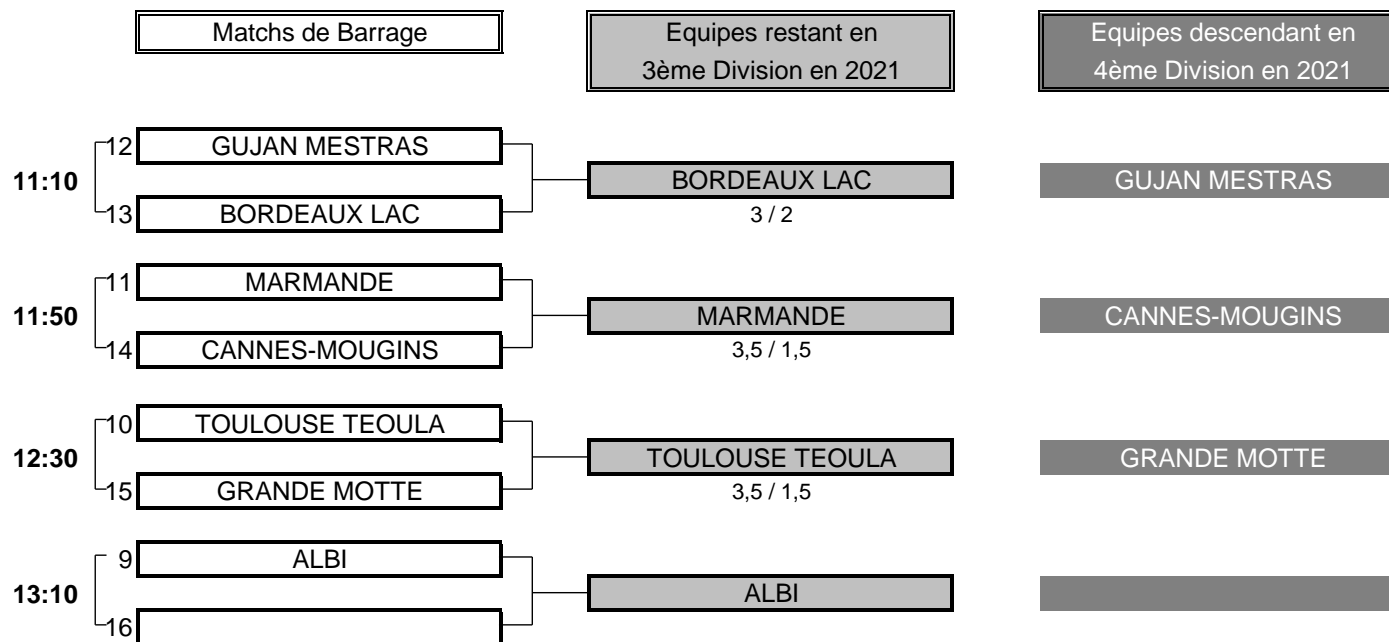 Matchs de Barrage
Equipes restant en
3ème Division en 2021
Equipes descendant en
4ème Division en 2021
12 GUJAN MESTRAS
11:10 BORDEAUX LAC GUJAN MESTRAS
13 BORDEAUX LAC 3 / 2
11 MARMANDE
11:50 MARMANDE CANNES-MOUGINS
14 CANNES-MOUGINS 3,5 / 1,5
10 TOULOUSE TEOULA
12:30 TOULOUSE TEOULA GRANDE MOTTE
15 GRANDE MOTTE 3,5 / 1,5
9 ALBI
13:10 ALBI
16